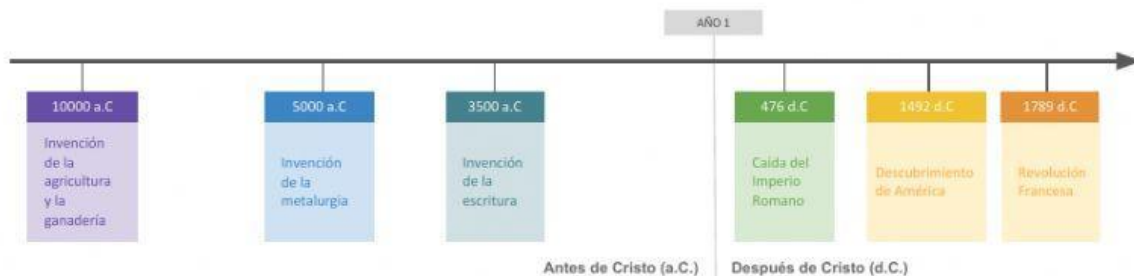 AÑO 1
10000 a.C
Invención
de la
agricultura
y la
ganadería
5000 a.C
Invención
de la
metalurgia
3500 a.C
Invención
de la
escritura
476 d.C
Caída del
Imperio
Romano
1492 d.C
Descubrimiento
de América
1789 d.C
Revolución
Francesa
Antes de Cristo (a.C.)
Después de Cristo (d.C.)